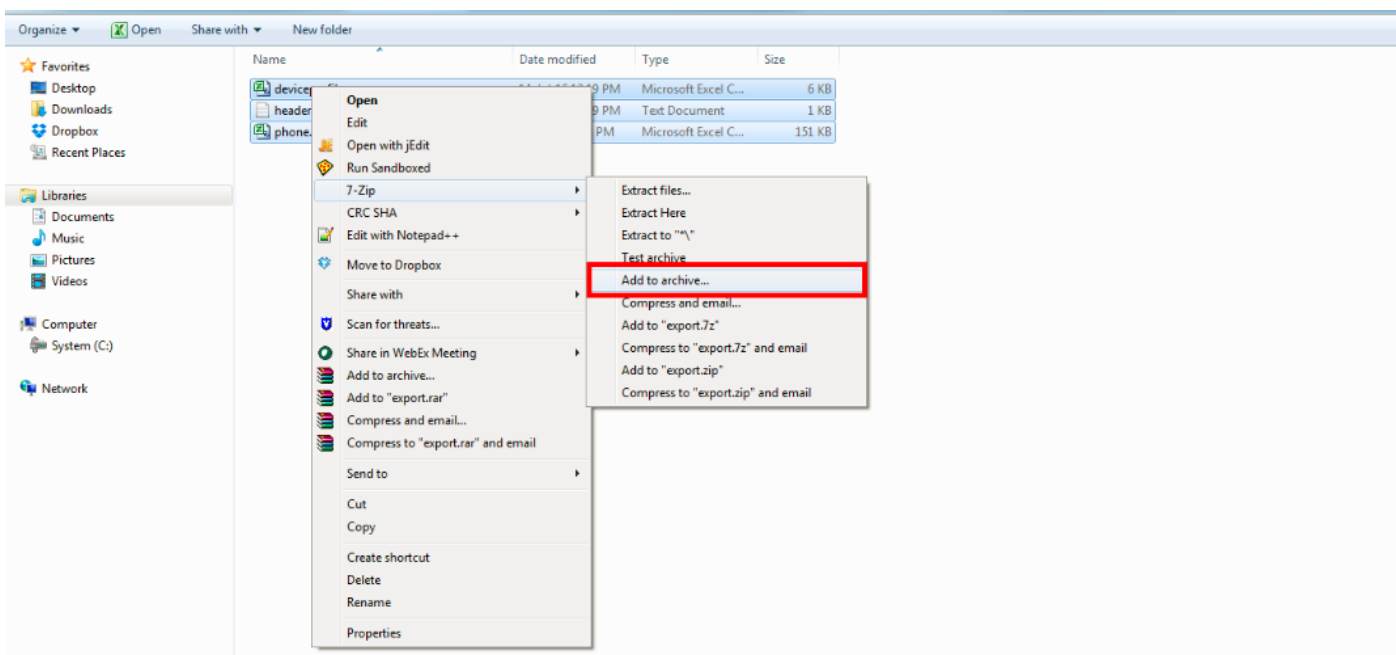 Organize Open Share with New folder
Favorites
Desktop
Downloads
Dropbox
Recent Places
Libraries
Documents
Music
Pictures
Videos
Computer
System (C:)
Network
Name Date modified Type Size
PM Microsoft Excel C... 6 KB
header PM Text Document 1 KB
phone. PM Microsoft Excel C... 151 KB
Open
Edit
Open with jEdit
Run Sandboxed
7-Zip
CRC SHA
Edit with Notepad++
Move to Dropbox
Share with
Scan for threats...
Share in WebEx Meeting
Add to archive...
Add to "export.rar"
Compress and email...
Compress to "export.rar" and email
Send to
Cut
Copy
Create shortcut
Delete
Rename
Properties
Extract files...
Extract Here
Extract to "*\"
Test archive
Add to archive...
Compress and email...
Add to "export.7z"
Compress to "export.7z" and email
Add to "export.zip"
Compress to "export.zip" and email